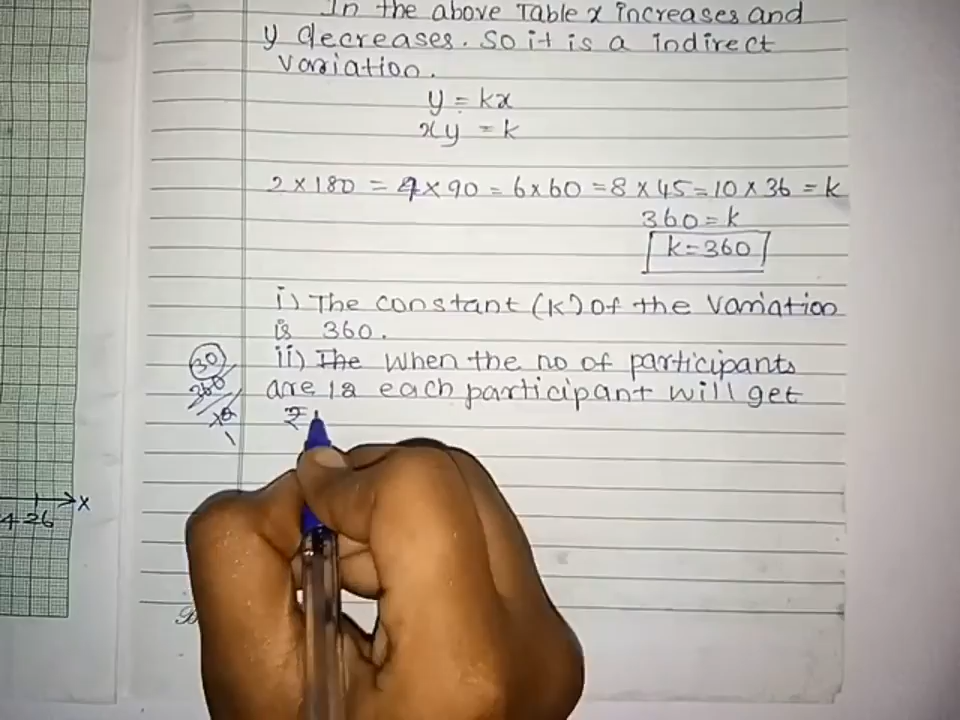 In the above Table x increases and
y decreases. So it is a indirect
variation.
y = kx
xy = k
2 × 180 = 4 × 90 = 6 × 60 = 8 × 45 = 10 × 36 = k
360 = k
k = 360
i) The constant (k) of the variation
is 360.
30
ii) The when the no of participants
360
are 12 each participant will get
₹
1
X
26